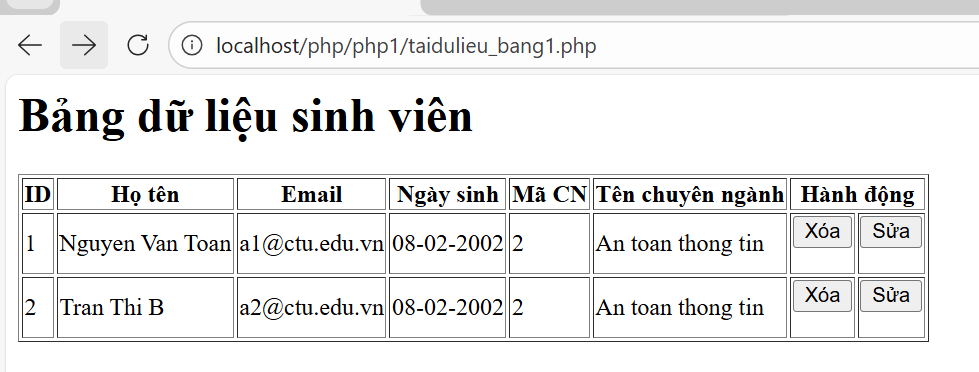 localhost/php/php1/taidulieu_bang1.php
Bảng dữ liệu sinh viên
ID Họ tên Email Ngày sinh Mã CN Tên chuyên ngành Hành động
1 Nguyen Van Toan a1@ctu.edu.vn 08-02-2002 2 An toan thong tin Xóa Sửa
2 Tran Thi B a2@ctu.edu.vn 08-02-2002 2 An toan thong tin Xóa Sửa